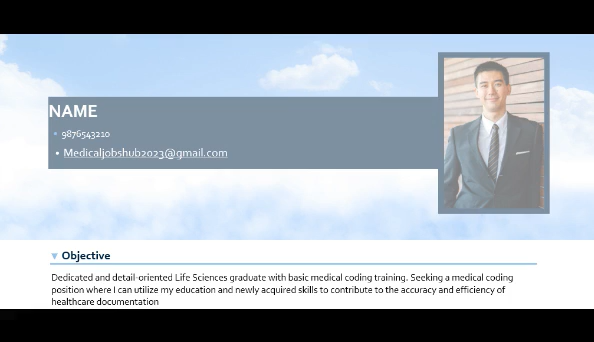 NAME
• 9876543210
• Medicaljobshub2023@gmail.com
Objective
Dedicated and detail-oriented Life Sciences graduate with basic medical coding training. Seeking a medical coding
position where I can utilize my education and newly acquired skills to contribute to the accuracy and efficiency of
healthcare documentation